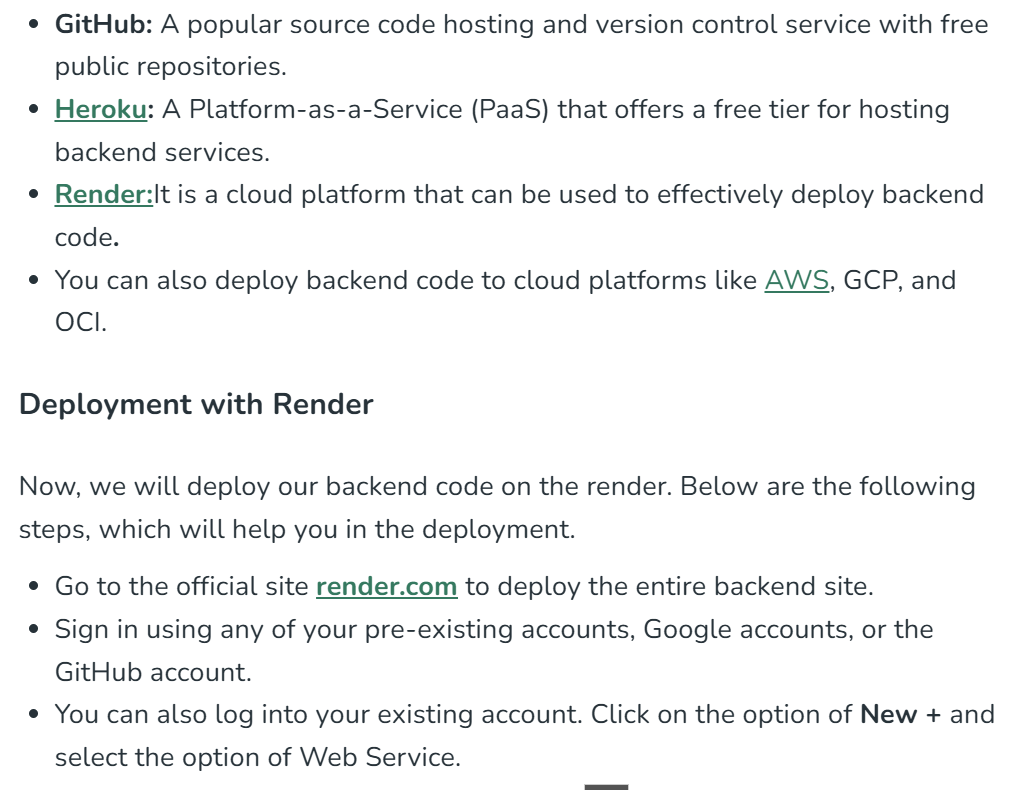 GitHub: A popular source code hosting and version control service with free
public repositories.
Heroku: A Platform-as-a-Service (PaaS) that offers a free tier for hosting
backend services.
Render:It is a cloud platform that can be used to effectively deploy backend
code.
You can also deploy backend code to cloud platforms like AWS, GCP, and
OCI.
Deployment with Render
Now, we will deploy our backend code on the render. Below are the following
steps, which will help you in the deployment.
Go to the official site render.com to deploy the entire backend site.
Sign in using any of your pre-existing accounts, Google accounts, or the
GitHub account.
You can also log into your existing account. Click on the option of New + and
select the option of Web Service.